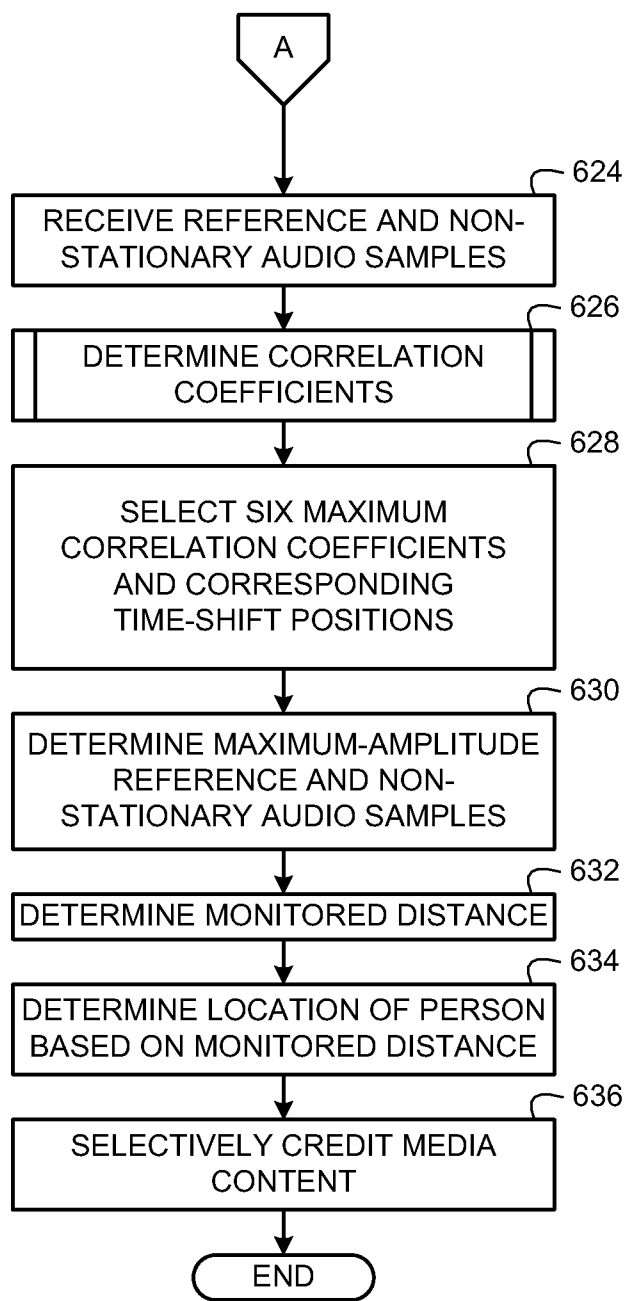 A
624
RECEIVE REFERENCE AND NON-
STATIONARY AUDIO SAMPLES
626
DETERMINE CORRELATION
COEFFICIENTS
628
SELECT SIX MAXIMUM
CORRELATION COEFFICIENTS
AND CORRESPONDING
TIME-SHIFT POSITIONS
630
DETERMINE MAXIMUM-AMPLITUDE
REFERENCE AND NON-
STATIONARY AUDIO SAMPLES
632
DETERMINE MONITORED DISTANCE
634
DETERMINE LOCATION OF PERSON
BASED ON MONITORED DISTANCE
636
SELECTIVELY CREDIT MEDIA
CONTENT
END